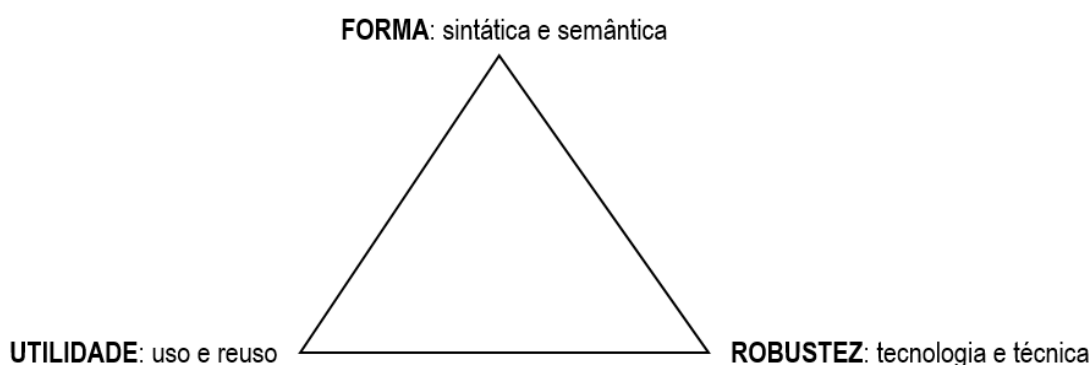 FORMA: sintática e semântica
UTILIDADE: uso e reuso
ROBUSTEZ: tecnologia e técnica